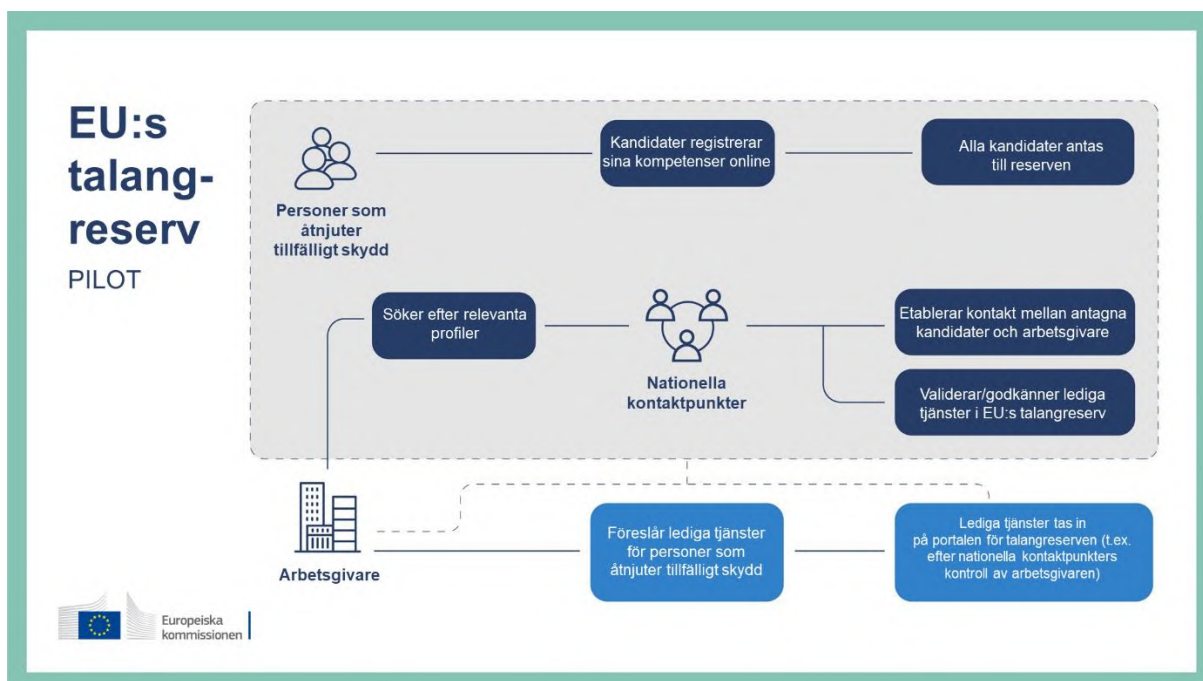 EU:s
talang-
reserv
PILOT
Personer som
åtnjuter
tillfälligt skydd
Kandidater registrerar
sina kompetenser online
Alla kandidater antas
till reserven
Söker efter relevanta
profiler
Nationella
kontaktpunkter
Etablerar kontakt mellan antagna
kandidater och arbetsgivare
Validerar/godkänner lediga
tjänster i EU:s talangreserv
Arbetsgivare
Föreslår lediga tjänster
för personer som
åtnjuter tillfälligt skydd
Lediga tjänster tas in
på portalen för talangreserven (t.ex.
efter nationella kontaktpunkters
kontroll av arbetsgivaren)
Europeiska
kommissionen